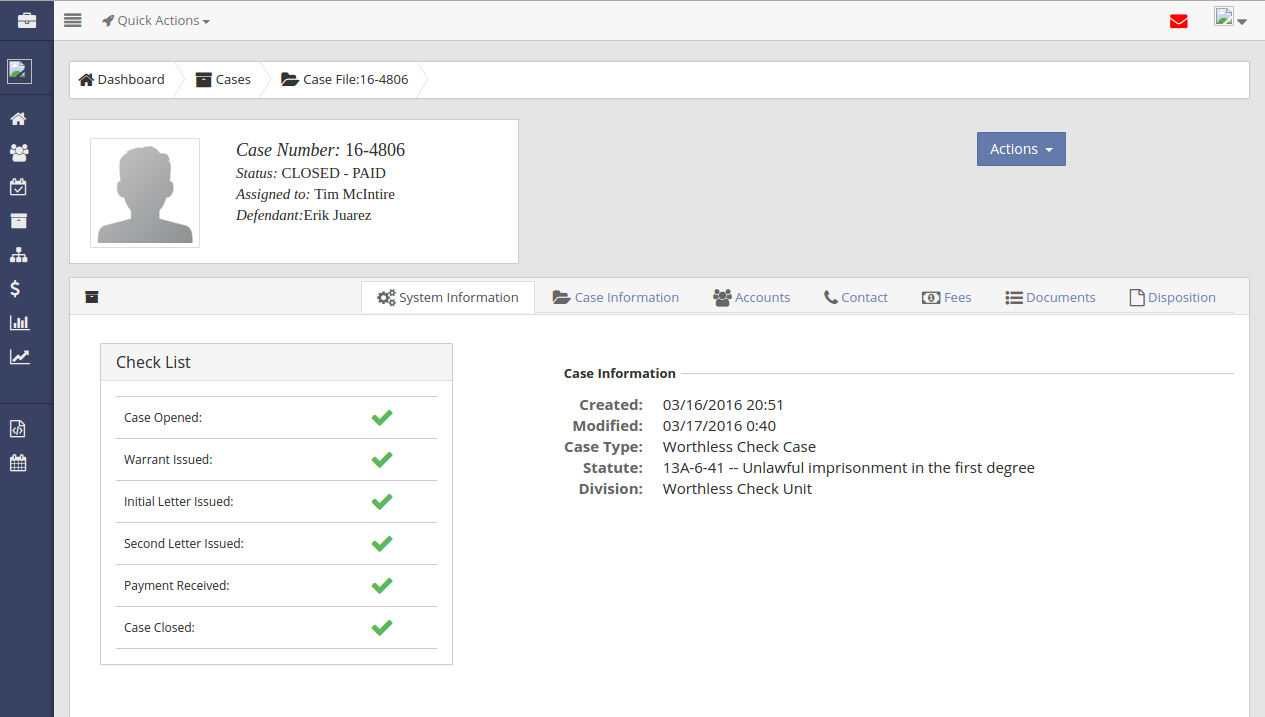 Quick Actions
Dashboard Cases Case File:16-4806
Case Number: 16-4806
Status: CLOSED - PAID
Assigned to: Tim McIntire
Defendant:Erik Juarez
Actions
System Information Case Information Accounts Contact Fees Documents Disposition
Check List
Case Opened:
Warrant Issued:
Initial Letter Issued:
Second Letter Issued:
Payment Received:
Case Closed:
Case Information
Created: 03/16/2016 20:51
Modified: 03/17/2016 0:40
Case Type: Worthless Check Case
Statute: 13A-6-41 -- Unlawful imprisonment in the first degree
Division: Worthless Check Unit